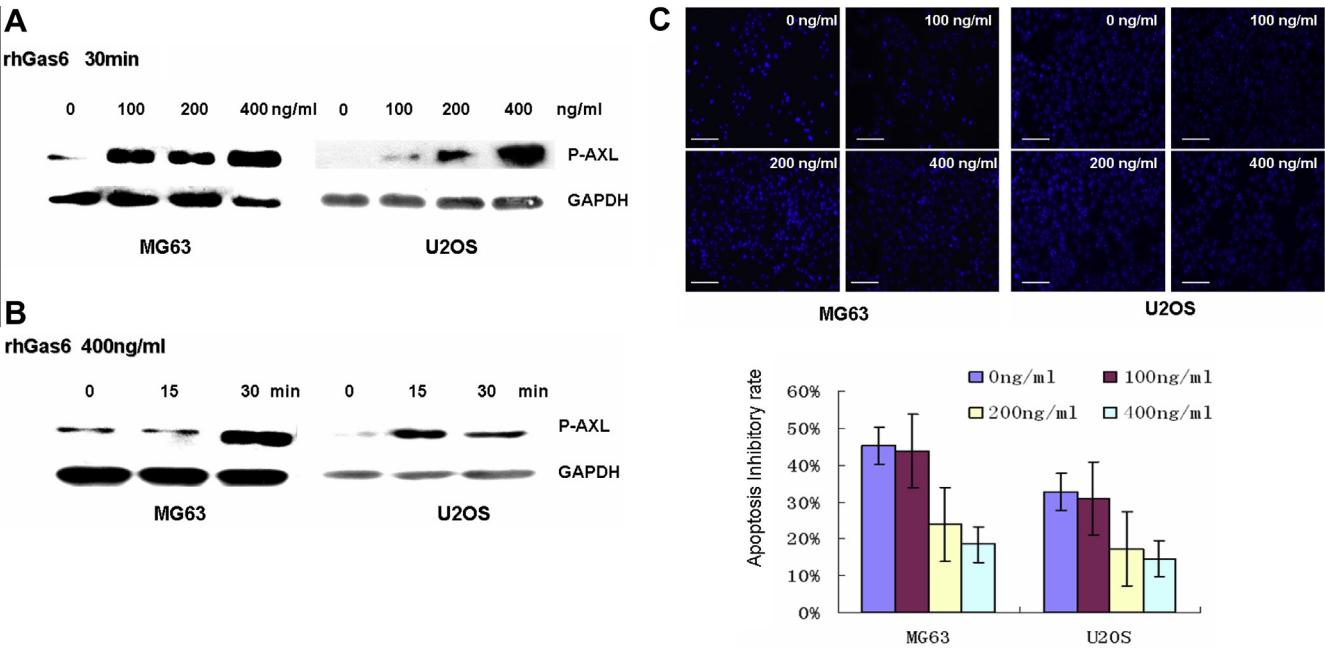 A
rhGas6 30min
0 100 200 400 ng/ml 0 100 200 400 ng/ml
P-AXL
GAPDH
MG63 U2OS
B
rhGas6 400ng/ml
0 15 30 min 0 15 30 min
P-AXL
GAPDH
MG63 U2OS
C
0 ng/ml 100 ng/ml 0 ng/ml 100 ng/ml
200 ng/ml 400 ng/ml 200 ng/ml 400 ng/ml
MG63 U2OS
Apoptosis Inhibitory rate
0ng/ml 100ng/ml
200ng/ml 400ng/ml
60%
50%
40%
30%
20%
10%
0%
MG63 U2OS